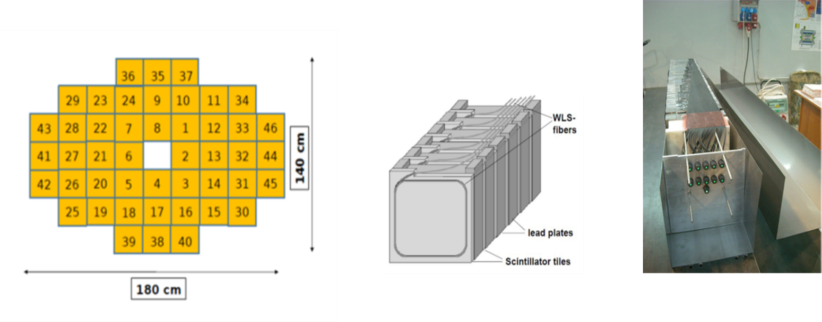 36 35 37
29 23 24 9 10 11 34
43 28 22 7 8 1 12 33 46
41 27 21 6 2 13 32 44
42 26 20 5 4 3 14 31 45
25 19 18 17 16 15 30
39 38 40
140 cm
180 cm
WLS-
fibers
lead plates
Scintillator tiles